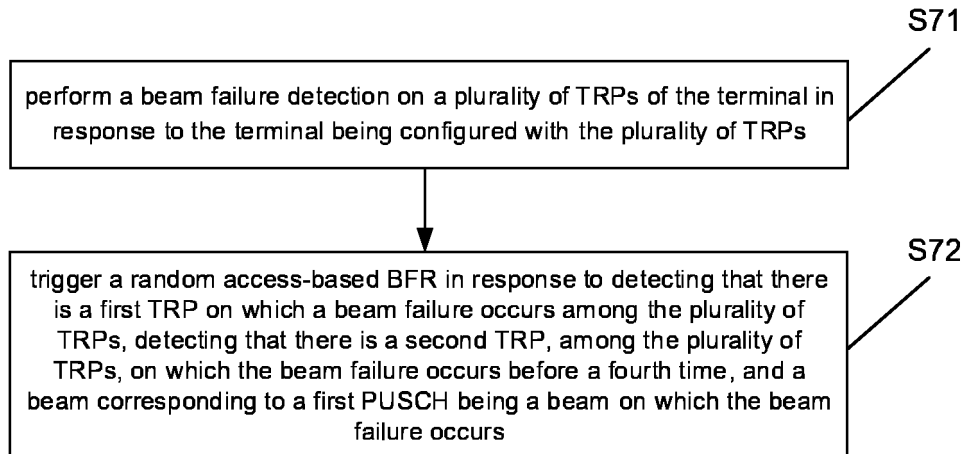 S71
perform a beam failure detection on a plurality of TRPs of the terminal in
response to the terminal being configured with the plurality of TRPs
S72
trigger a random access-based BFR in response to detecting that there
is a first TRP on which a beam failure occurs among the plurality of
TRPs, detecting that there is a second TRP, among the plurality of
TRPs, on which the beam failure occurs before a fourth time, and a
beam corresponding to a first PUSCH being a beam on which the beam
failure occurs